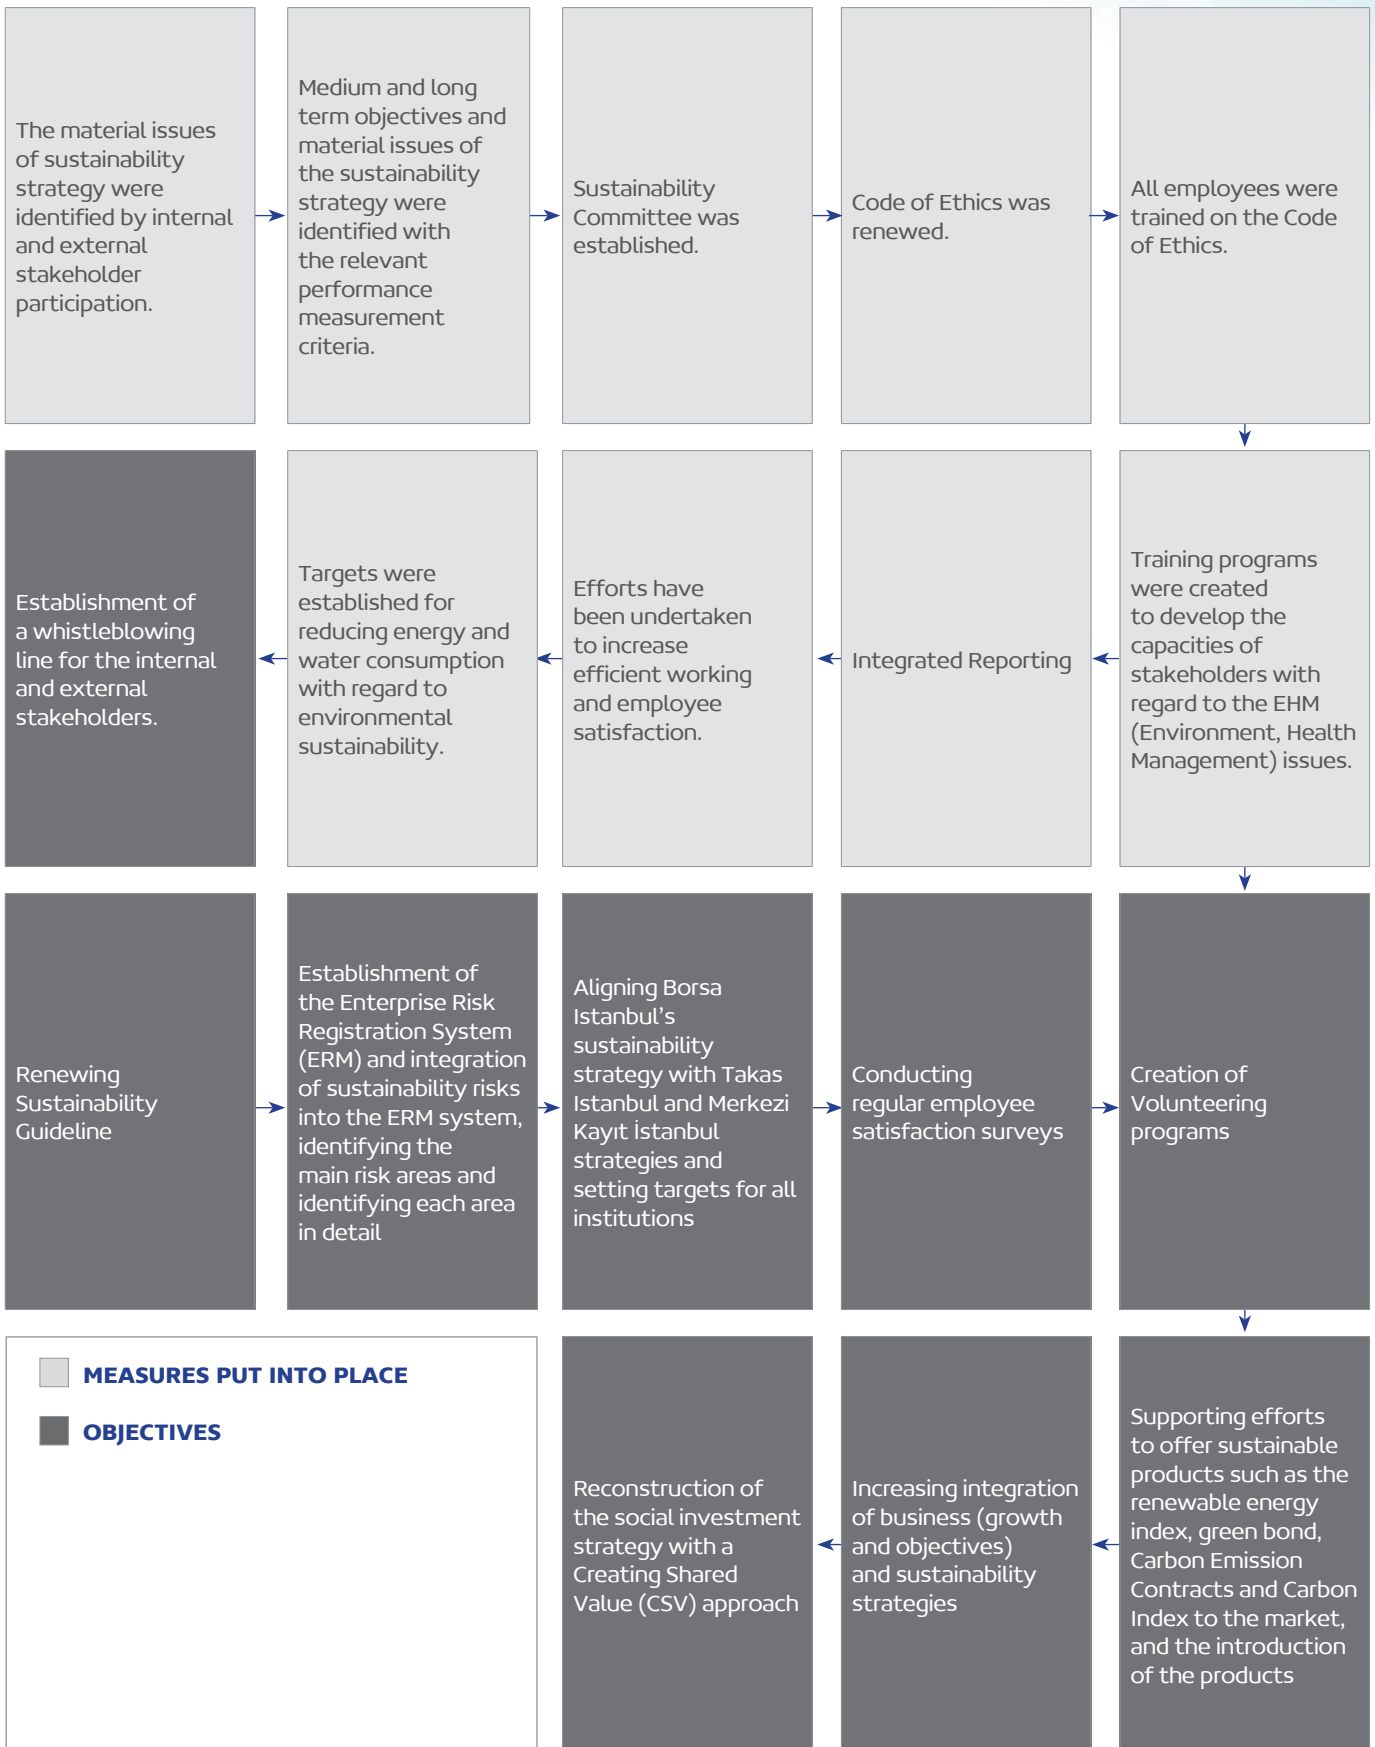 The material issues
of sustainability
strategy were
identified by internal
and external
stakeholder
participation.
Medium and long
term objectives and
material issues of
the sustainability
strategy were
identified with
the relevant
performance
measurement
criteria.
Sustainability
Committee was
established.
Code of Ethics was
renewed.
All employees were
trained on the Code
of Ethics.
Establishment of
a whistleblowing
line for the internal
and external
stakeholders.
Targets were
established for
reducing energy and
water consumption
with regard to
environmental
sustainability.
Efforts have
been undertaken
to increase
efficient working
and employee
satisfaction.
Integrated Reporting
Training programs
were created
to develop the
capacities of
stakeholders with
regard to the EHM
(Environment, Health
Management) issues.
Renewing
Sustainability
Guideline
Establishment of
the Enterprise Risk
Registration System
(ERM) and integration
of sustainability risks
into the ERM system,
identifying the
main risk areas and
identifying each area
in detail
Aligning Borsa
Istanbul's
sustainability
strategy with Takas
Istanbul and Merkezi
Kayıt İstanbul
strategies and
setting targets for all
institutions
Conducting
regular employee
satisfaction surveys
Creation of
Volunteering
programs
MEASURES PUT INTO PLACE
OBJECTIVES
Reconstruction of
the social investment
strategy with a
Creating Shared
Value (CSV) approach
Increasing integration
of business (growth
and objectives)
and sustainability
strategies
Supporting efforts
to offer sustainable
products such as the
renewable energy
index, green bond,
Carbon Emission
Contracts and Carbon
Index to the market,
and the introduction
of the products